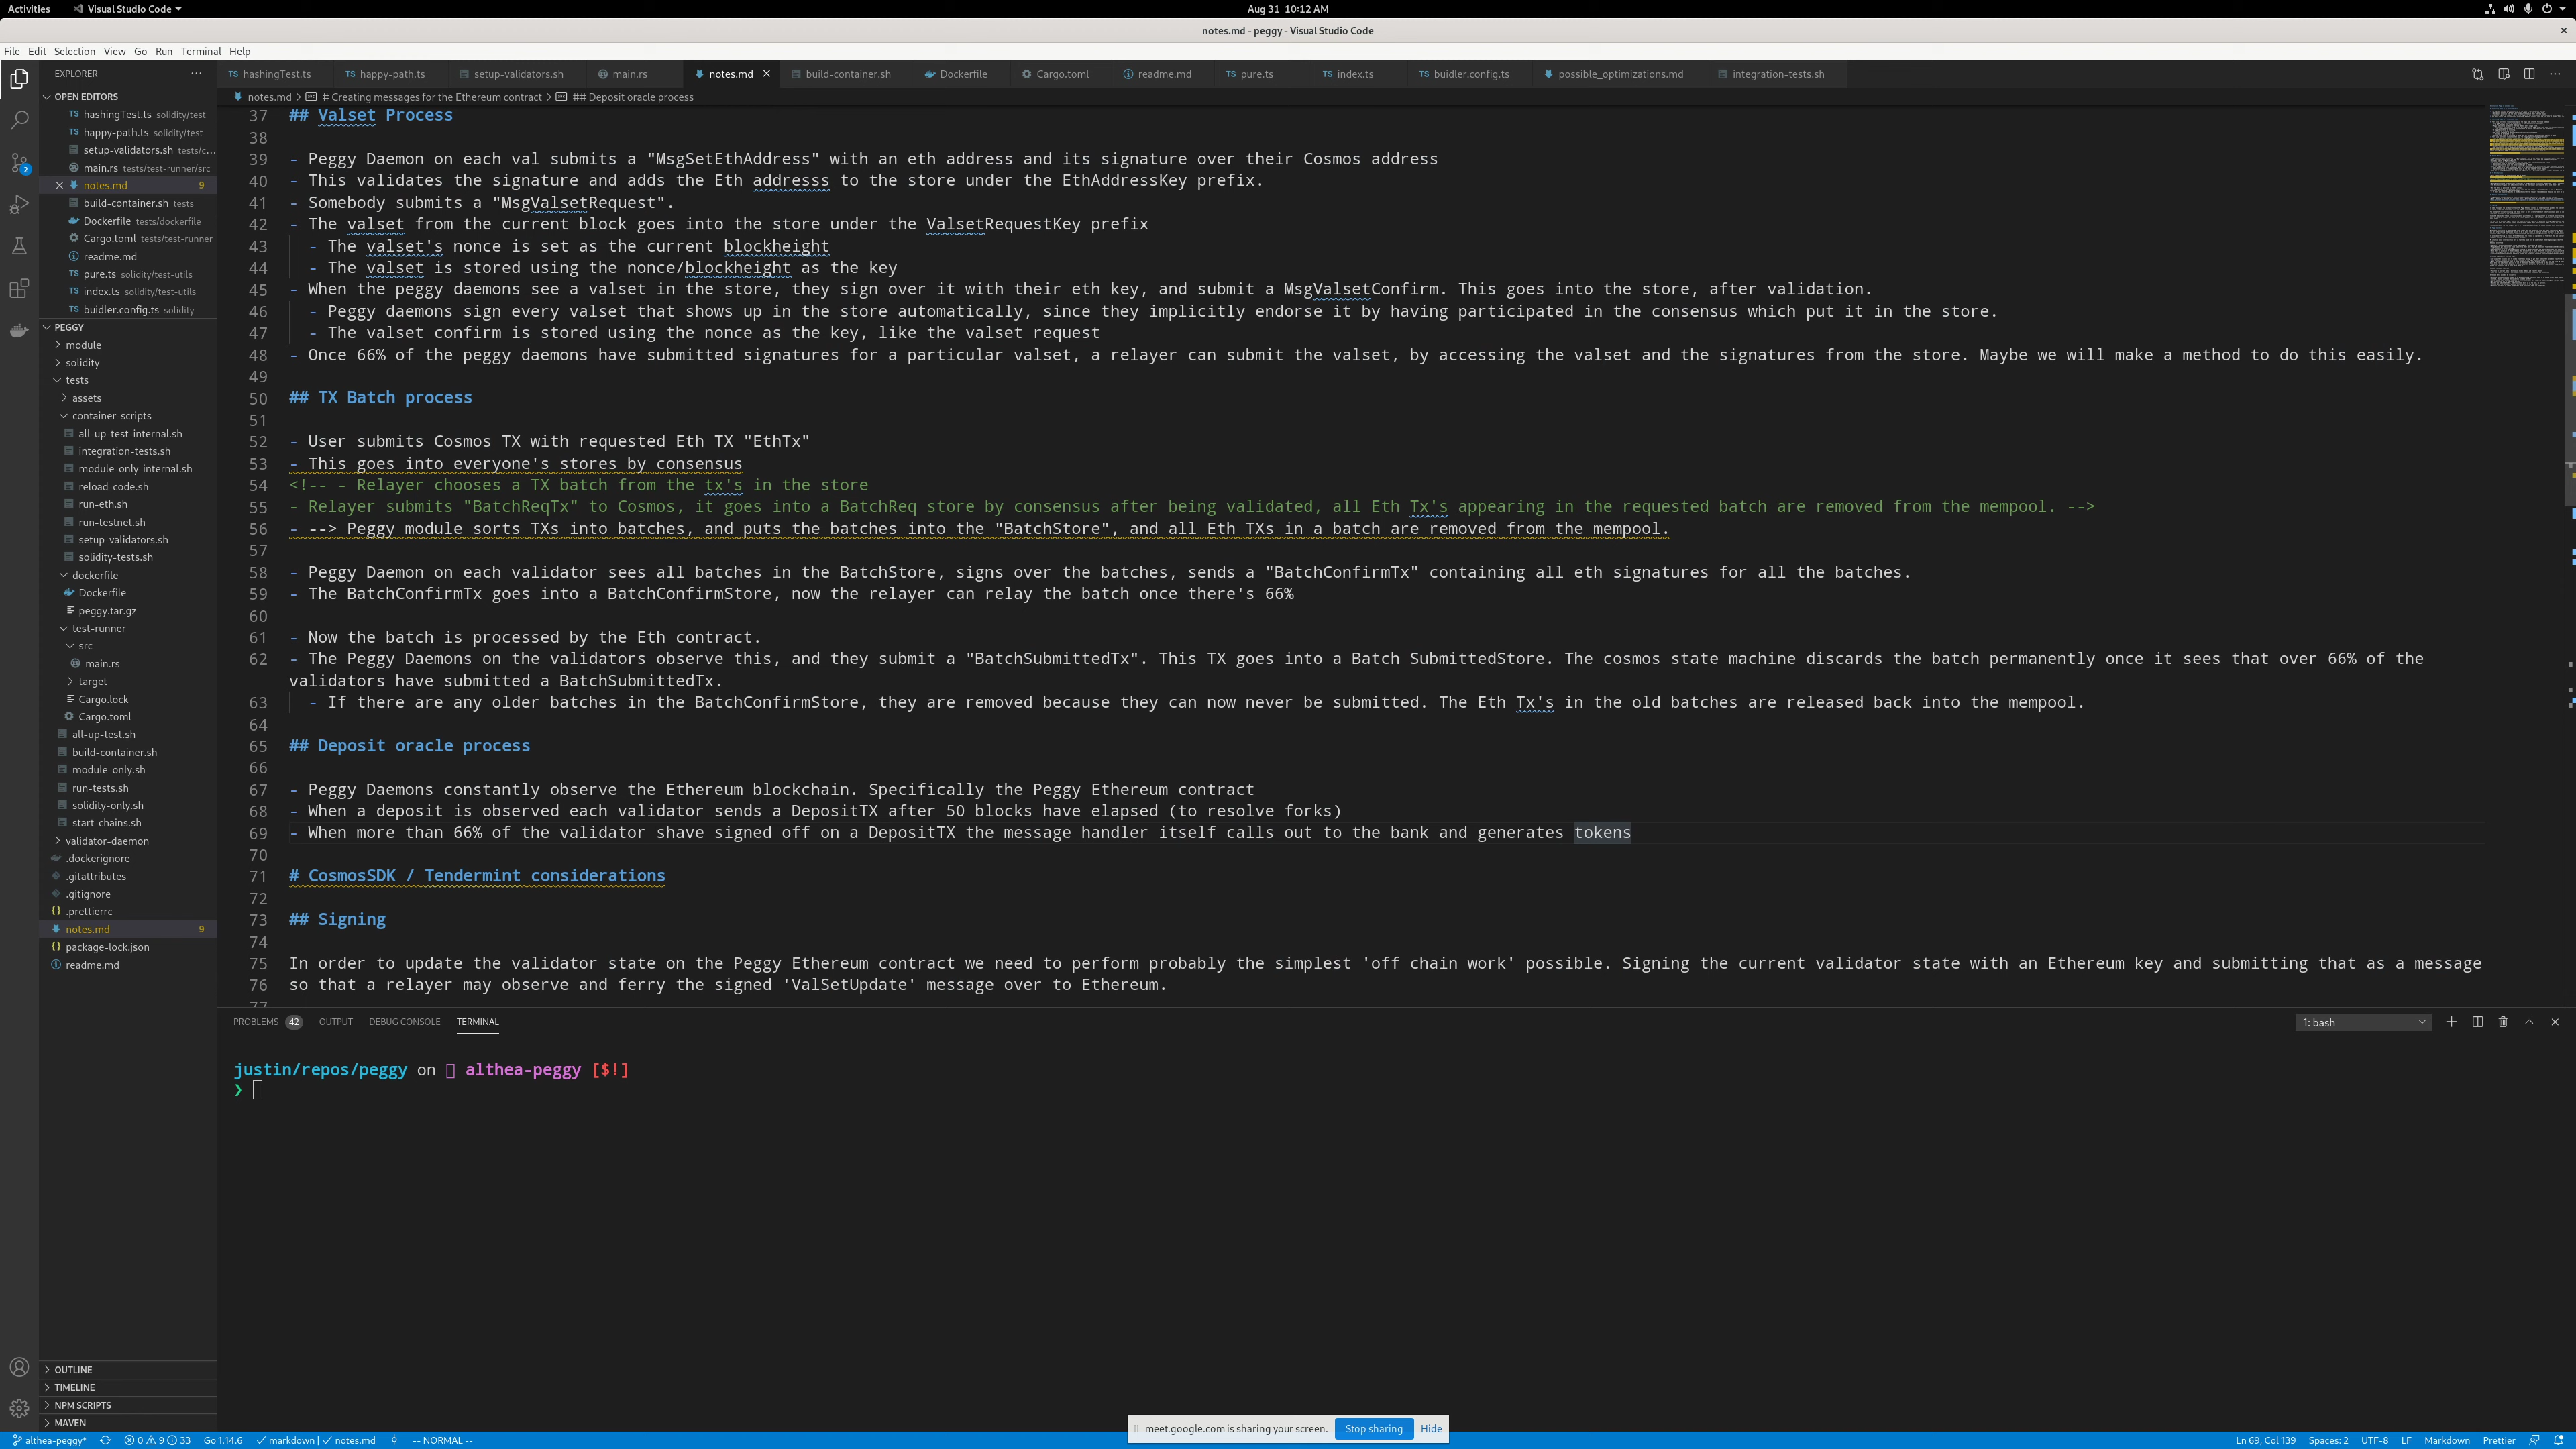 Activities
Visual Studio Code
Aug 31 10:12 AM
notes.md - peggy - Visual Studio Code
File Edit Selection View Go Run Terminal Help
EXPLORER
OPEN EDITORS
TS hashingTest.ts solidity/test
TS happy-path.ts solidity/test
setup-validators.sh tests/c...
main.rs tests/test-runner/src
notes.md 9
build-container.sh tests
Dockerfile tests/dockerfile
Cargo.toml tests/test-runner
readme.md
TS pure.ts solidity/test-utils
TS index.ts solidity/test-utils
TS buidler.config.ts solidity
PEGGY
module
solidity
tests
assets
container-scripts
all-up-test-internal.sh
integration-tests.sh
module-only-internal.sh
reload-code.sh
run-eth.sh
run-testnet.sh
setup-validators.sh
solidity-tests.sh
dockerfile
Dockerfile
peggy.tar.gz
test-runner
src
main.rs
target
Cargo.lock
Cargo.toml
all-up-test.sh
build-container.sh
module-only.sh
run-tests.sh
solidity-only.sh
start-chains.sh
validator-daemon
.dockerignore
.gitattributes
.gitignore
{} .prettierrc
notes.md 9
{} package-lock.json
readme.md
OUTLINE
TIMELINE
NPM SCRIPTS
MAVEN
TS hashingTest.ts TS happy-path.ts setup-validators.sh main.rs notes.md build-container.sh Dockerfile Cargo.toml readme.md TS pure.ts TS index.ts TS buidler.config.ts possible_optimizations.md integration-tests.sh
notes.md > # Creating messages for the Ethereum contract > ## Deposit oracle process
37 ## Valset Process
38
39 - Peggy Daemon on each val submits a "MsgSetEthAddress" with an eth address and its signature over their Cosmos address
40 - This validates the signature and adds the Eth addresss to the store under the EthAddressKey prefix.
41 - Somebody submits a "MsgValsetRequest".
42 - The valset from the current block goes into the store under the ValsetRequestKey prefix
43 - The valset's nonce is set as the current blockheight
44 - The valset is stored using the nonce/blockheight as the key
45 - When the peggy daemons see a valset in the store, they sign over it with their eth key, and submit a MsgValsetConfirm. This goes into the store, after validation.
46 - Peggy daemons sign every valset that shows up in the store automatically, since they implicitly endorse it by having participated in the consensus which put it in the store.
47 - The valset confirm is stored using the nonce as the key, like the valset request
48 - Once 66% of the peggy daemons have submitted signatures for a particular valset, a relayer can submit the valset, by accessing the valset and the signatures from the store. Maybe we will make a method to do this easily.
49
50 ## TX Batch process
51
52 - User submits Cosmos TX with requested Eth TX "EthTx"
53 - This goes into everyone's stores by consensus
54 <!-- - Relayer chooses a TX batch from the tx's in the store
55 - Relayer submits "BatchReqTx" to Cosmos, it goes into a BatchReq store by consensus after being validated, all Eth Tx's appearing in the requested batch are removed from the mempool. -->
56 - --> Peggy module sorts TXs into batches, and puts the batches into the "BatchStore", and all Eth TXs in a batch are removed from the mempool.
57
58 - Peggy Daemon on each validator sees all batches in the BatchStore, signs over the batches, sends a "BatchConfirmTx" containing all eth signatures for all the batches.
59 - The BatchConfirmTx goes into a BatchConfirmStore, now the relayer can relay the batch once there's 66%
60
61 - Now the batch is processed by the Eth contract.
62 - The Peggy Daemons on the validators observe this, and they submit a "BatchSubmittedTx". This TX goes into a Batch SubmittedStore. The cosmos state machine discards the batch permanently once it sees that over 66% of the
validators have submitted a BatchSubmittedTx.
63 - If there are any older batches in the BatchConfirmStore, they are removed because they can now never be submitted. The Eth Tx's in the old batches are released back into the mempool.
64
65 ## Deposit oracle process
66
67 - Peggy Daemons constantly observe the Ethereum blockchain. Specifically the Peggy Ethereum contract
68 - When a deposit is observed each validator sends a DepositTX after 50 blocks have elapsed (to resolve forks)
69 - When more than 66% of the validator shave signed off on a DepositTX the message handler itself calls out to the bank and generates tokens
70
71 # CosmosSDK / Tendermint considerations
72
73 ## Signing
74
75 In order to update the validator state on the Peggy Ethereum contract we need to perform probably the simplest 'off chain work' possible. Signing the current validator state with an Ethereum key and submitting that as a message
76 so that a relayer may observe and ferry the signed 'ValSetUpdate' message over to Ethereum.
77
PROBLEMS 42 OUTPUT DEBUG CONSOLE TERMINAL
1: bash
justin/repos/peggy on althea-peggy [$!]
❯
meet.google.com is sharing your screen. Stop sharing Hide
althea-peggy* 0 9 33 Go 1.14.6 markdown | notes.md -- NORMAL --
Ln 69, Col 139 Spaces: 2 UTF-8 LF Markdown Prettier